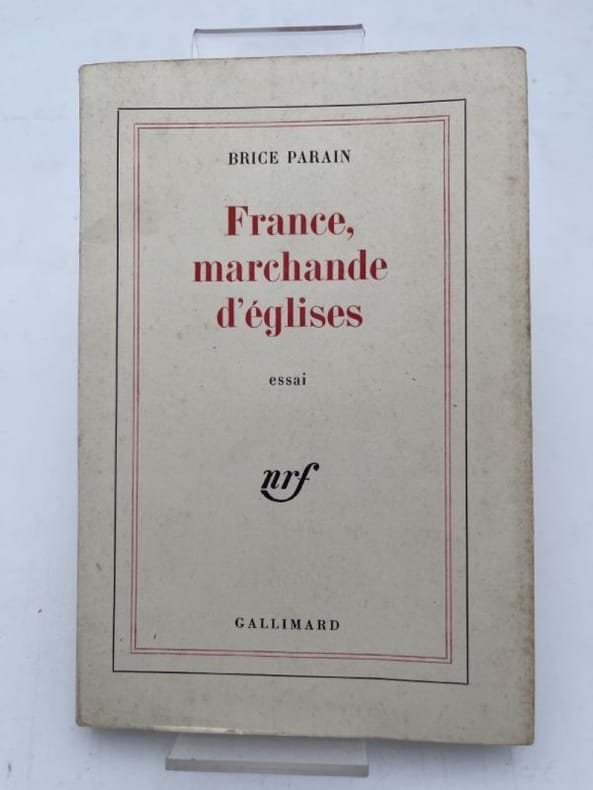 BRICE PARAIN
France,
marchande
d'églises
essai
nrf
GALLIMARD